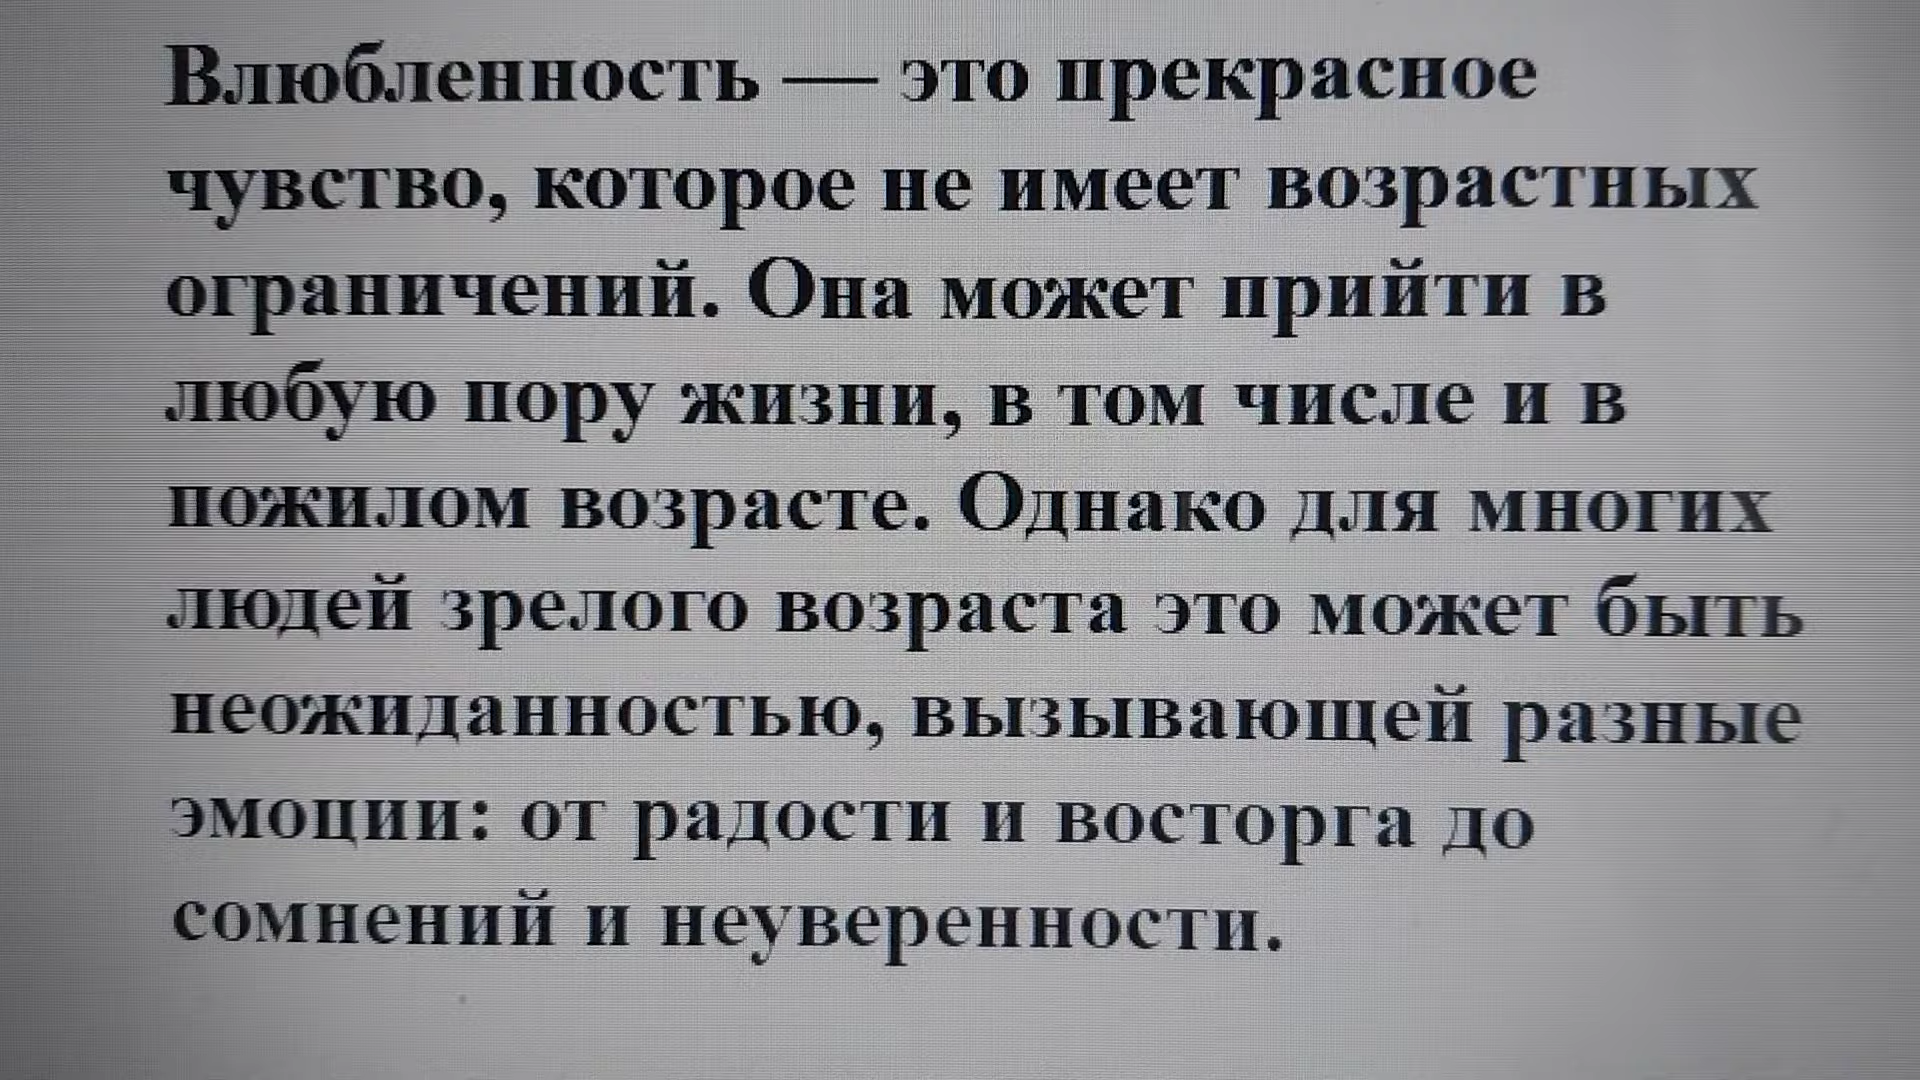 Влюбленность — это прекрасное
чувство, которое не имеет возрастных
ограничений. Она может прийти в
любую пору жизни, в том числе и в
пожилом возрасте. Однако для многих
людей зрелого возраста это может быть
неожиданностью, вызывающей разные
эмоции: от радости и восторга до
сомнений и неуверенности.